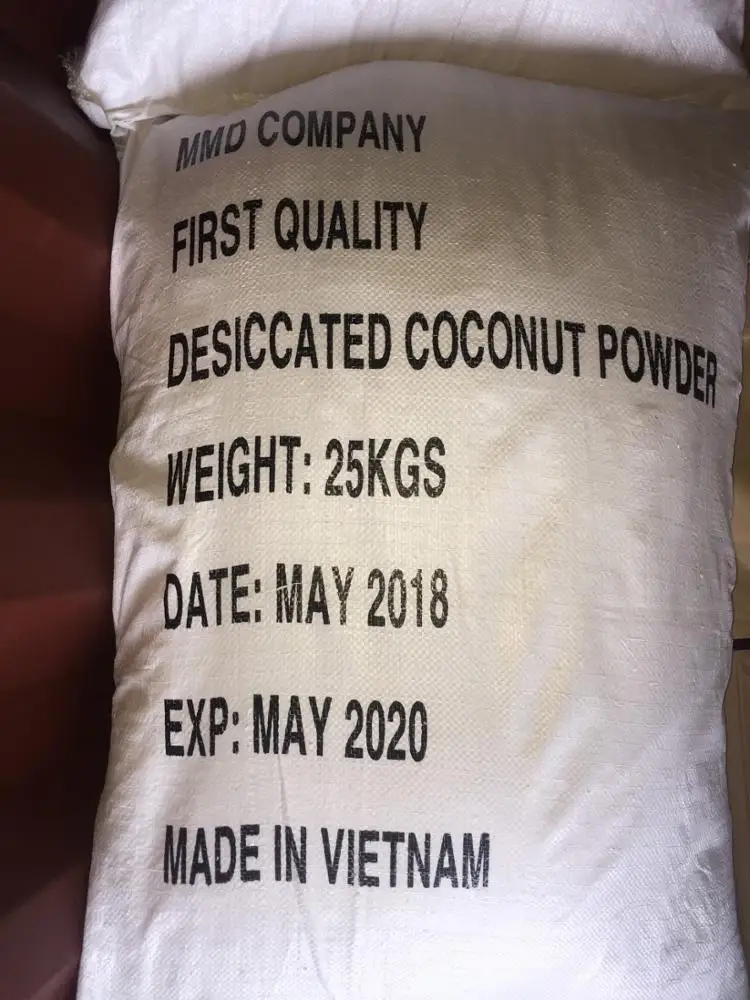 MMD COMPANY
FIRST QUALITY
DESICCATED COCONUT POWDER
WEIGHT: 25KGS
DATE: MAY 2018
EXP: MAY 2020
MADE IN VIETNAM